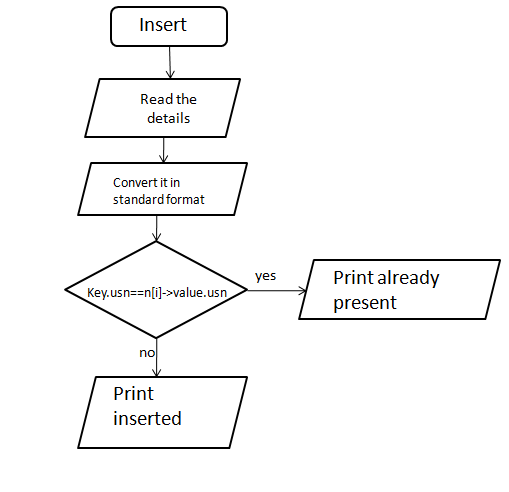 Insert
Read the
details
Convert it in
standard format
Key.usn==n[i]->value.usn
yes
Print already
present
no
Print
inserted